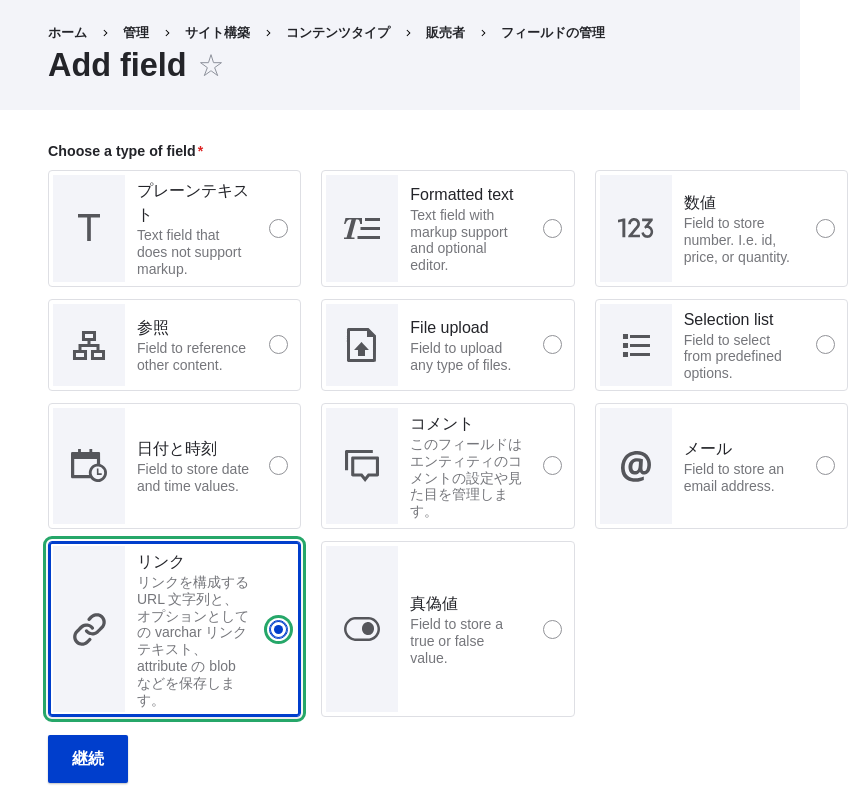 ホーム › 管理 › サイト構築 › コンテンツタイプ › 販売者 › フィールドの管理
Add field ☆
Choose a type of field*
プレーンテキス
ト
Text field that
does not support
markup.
Formatted text
Text field with
markup support
and optional
editor.
123
数値
Field to store
number. I.e. id,
price, or quantity.
参照
Field to reference
other content.
File upload
Field to upload
any type of files.
Selection list
Field to select
from predefined
options.
日付と時刻
Field to store date
and time values.
コメント
このフィールドは
エンティティのコ
メントの設定や見
た目を管理しま
す。
@
メール
Field to store an
email address.
リンク
リンクを構成する
URL 文字列と、
オプションとして
の varchar リンク
テキスト、
attribute の blob
などを保存しま
す。
真偽値
Field to store a
true or false
value.
継続